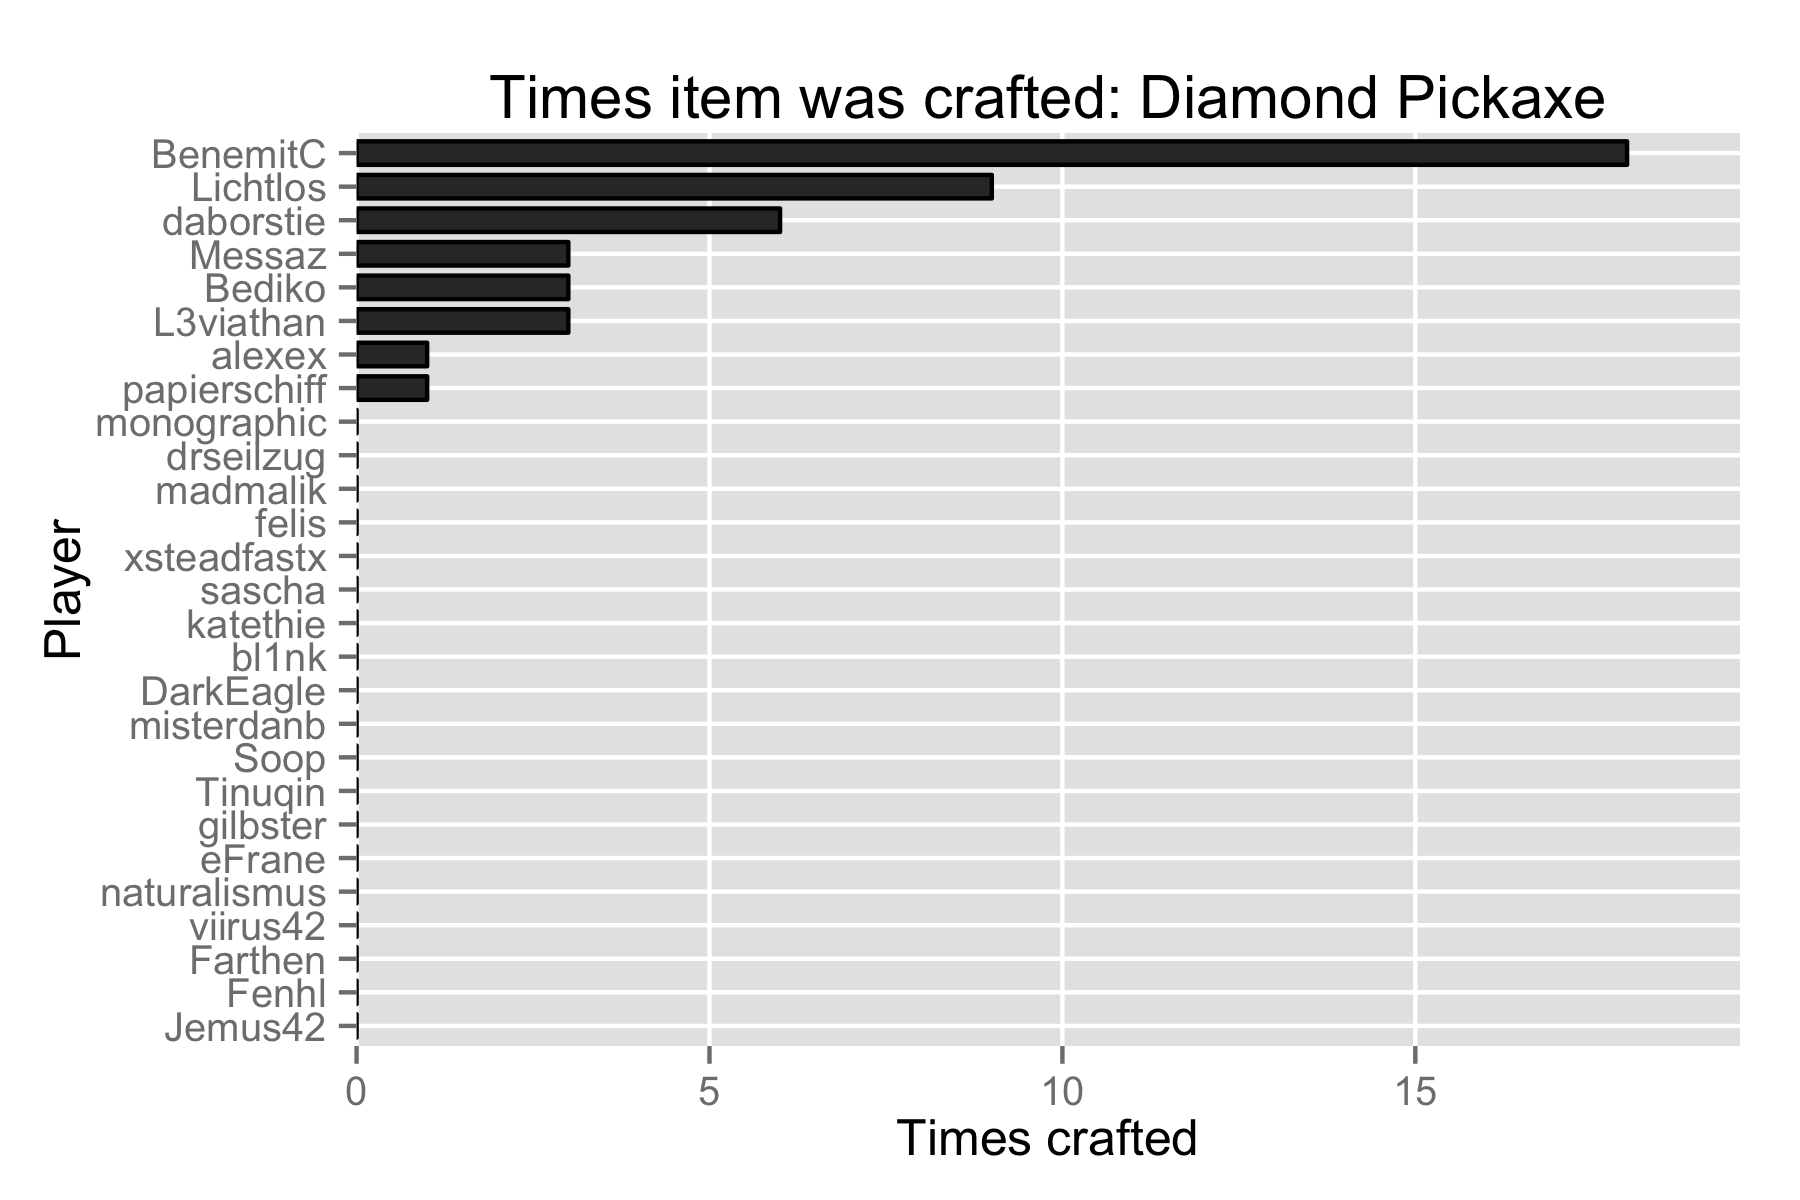 Times item was crafted: Diamond Pickaxe
BenemitC
Lichtlos
daborstie
Messaz
Bediko
L3viathan
alexex
papierschiff
monographic
drseilzug
madmalik
felis
xsteadfastx
sascha
katethie
bl1nk
DarkEagle
misterdanb
Soop
Tinuqin
gilbster
eFrane
naturalismus
viirus42
Farthen
Fenhl
Jemus42
Player
0 5 10 15
Times crafted